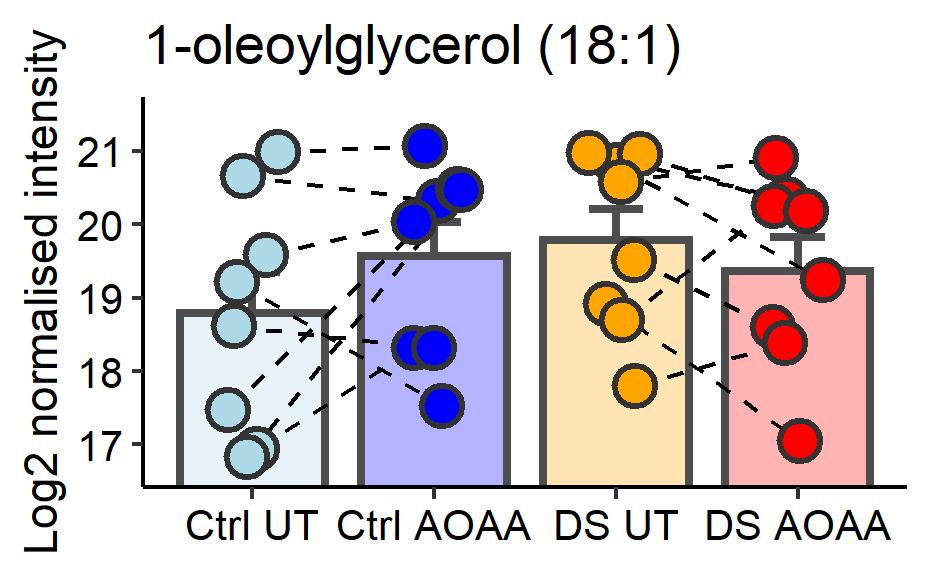 1-oleoylglycerol (18:1)
Log2 normalised intensity
21
20
19
18
17
Ctrl UT Ctrl AOAA DS UT DS AOAA